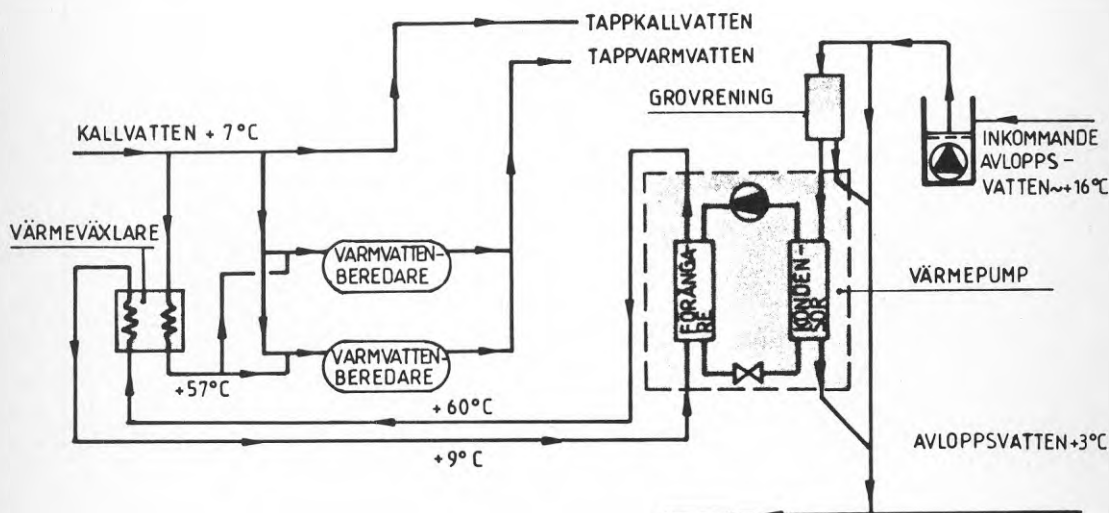 TAPPKALLVATTEN
TAPPVARMVATTEN
GROVRENING
KALLVATTEN + 7°C
INKOMMANDE
AVLOPPS-
VATTEN~+16°C
VÄRMEVÄXLARE
VARMVATTEN-
BEREDARE
FÖRÅNGA-
RE
KONDEN-
SOR
VÄRMEPUMP
VARMVATTEN-
BEREDARE
+57°C
+60°C
+9°C
AVLOPPSVATTEN+3°C